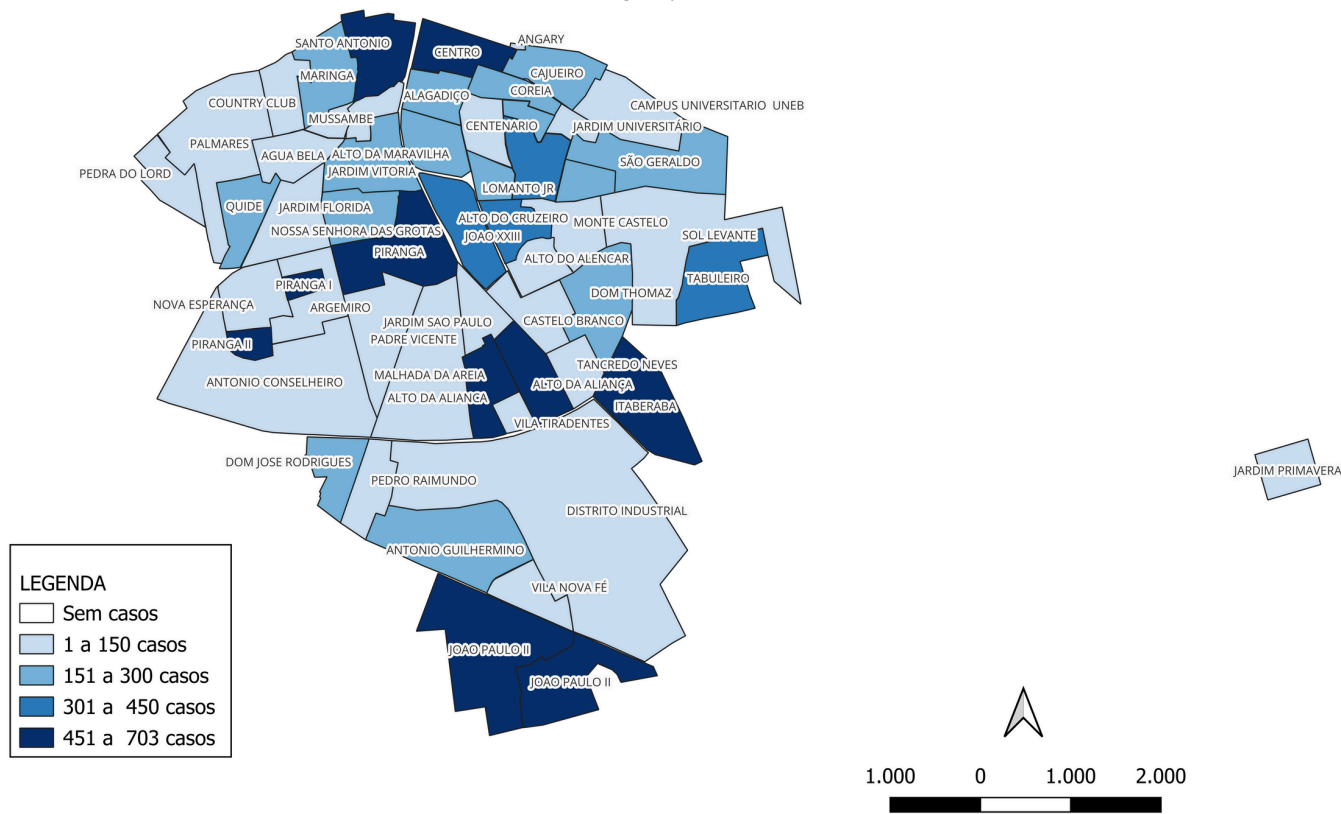 ANGARY
SANTO ANTONIO
CENTRO
CAJUEIRO
MARINGA
COREIA
ALAGADIÇO
COUNTRY CLUB
CAMPUS UNIVERSITARIO UNEB
MUSSAMBE
CENTENARIO
JARDIM UNIVERSITÁRIO
PALMARES
AGUA BELA
ALTO DA MARAVILHA
SÃO GERALDO
PEDRA DO LORD
JARDIM VITORIA
LOMANTO JR
QUIDE
JARDIM FLORIDA
ALTO DO CRUZEIRO
MONTE CASTELO
NOSSA SENHORA DAS GROTAS
JOAO XXIII
SOL LEVANTE
PIRANGA
ALTO DO ALENCAR
PIRANGA I
TABULEIRO
DOM THOMAZ
NOVA ESPERANÇA
ARGEMIRO
JARDIM SAO PAULO
CASTELO BRANCO
PIRANGA II
PADRE VICENTE
TANCREDO NEVES
ANTONIO CONSELHEIRO
MALHADA DA AREIA
ALTO DA ALIANÇA
ALTO DA ALIANCA
ITABERABA
VILA TIRADENTES
DOM JOSE RODRIGUES
JARDIM PRIMAVERA
PEDRO RAIMUNDO
DISTRITO INDUSTRIAL
ANTONIO GUILHERMINO
VILA NOVA FÉ
JOAO PAULO II
JOAO PAULO II
LEGENDA
Sem casos
1 a 150 casos
151 a 300 casos
301 a 450 casos
451 a 703 casos
1.000 0 1.000 2.000